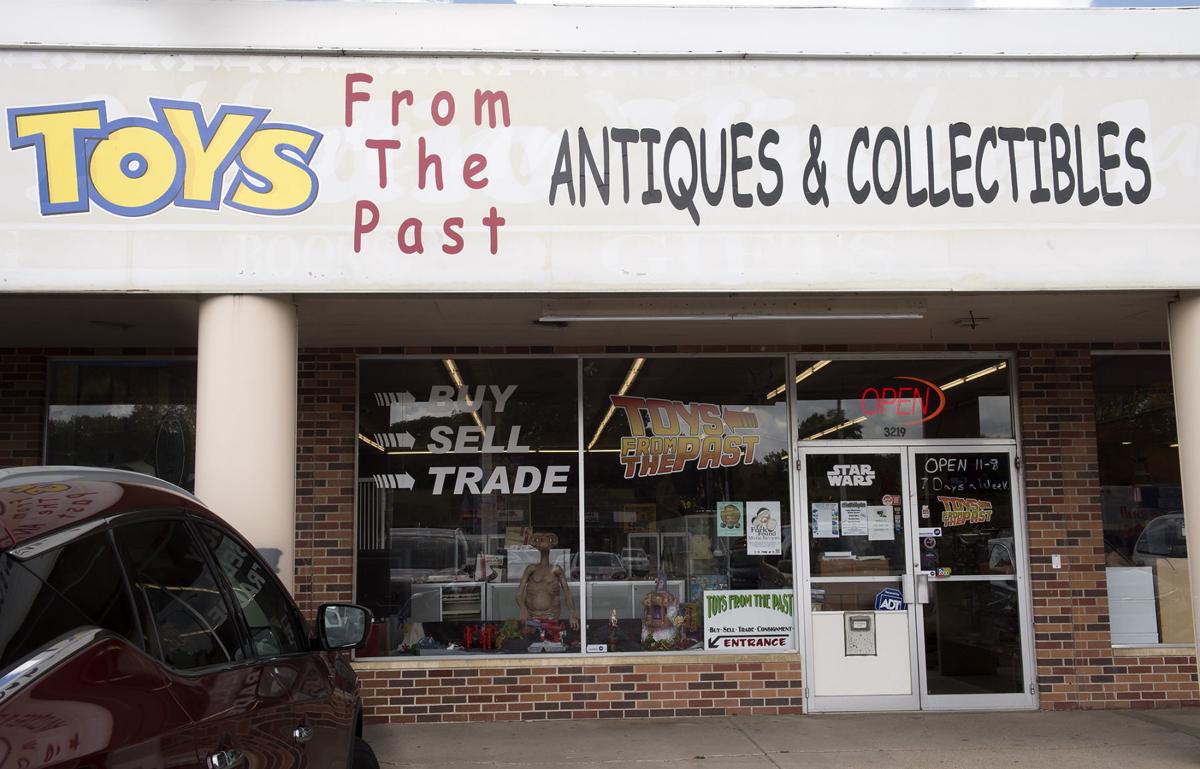 TOYS
From
The
Past
ANTIQUES & COLLECTIBLES
BUY
SELL
TRADE
TOYS
FROM
THE PAST
OPEN
3219
STAR
WARS
OPEN 11-8
7 Days a Week
TOYS
FROM
THE PAST
TOYS FROM THE PAST
·Buy·Sell·Trade·Consignment·
ENTRANCE
ADT